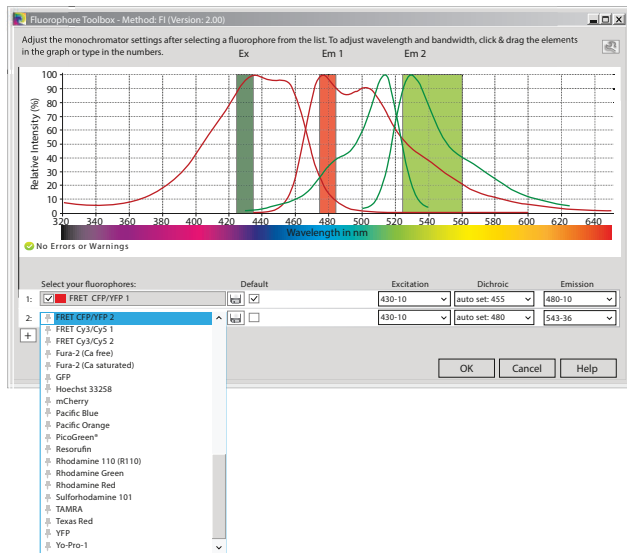 Fluorophore Toolbox - Method: FI (Version: 2.00)
Adjust the monochromator settings after selecting a fluorophore from the list. To adjust wavelength and bandwidth, click & drag the elements
in the graph or type in the numbers.
Ex Em 1 Em 2
Relative Intensity (%)
100
90
80
70
60
50
40
30
20
10
0
320 340 360 380 400 420 440 460 480 500 520 540 560 580 600 620 640
Wavelength in nm
No Errors or Warnings
Select your fluorophores: Default Excitation Dichroic Emission
1: FRET CFP/YFP 1 430-10 auto set: 455 480-10
2: FRET CFP/YFP 2 430-10 auto set: 480 543-36
+ FRET Cy3/Cy5 1
FRET Cy3/Cy5 2
Fura-2 (Ca free)
Fura-2 (Ca saturated)
GFP
Hoechst 33258
mCherry
Pacific Blue
Pacific Orange
PicoGreen*
Resorufin
Rhodamine 110 (R110)
Rhodamine Green
Rhodamine Red
Sulforhodamine 101
TAMRA
Texas Red
YFP
Yo-Pro-1
OK Cancel Help